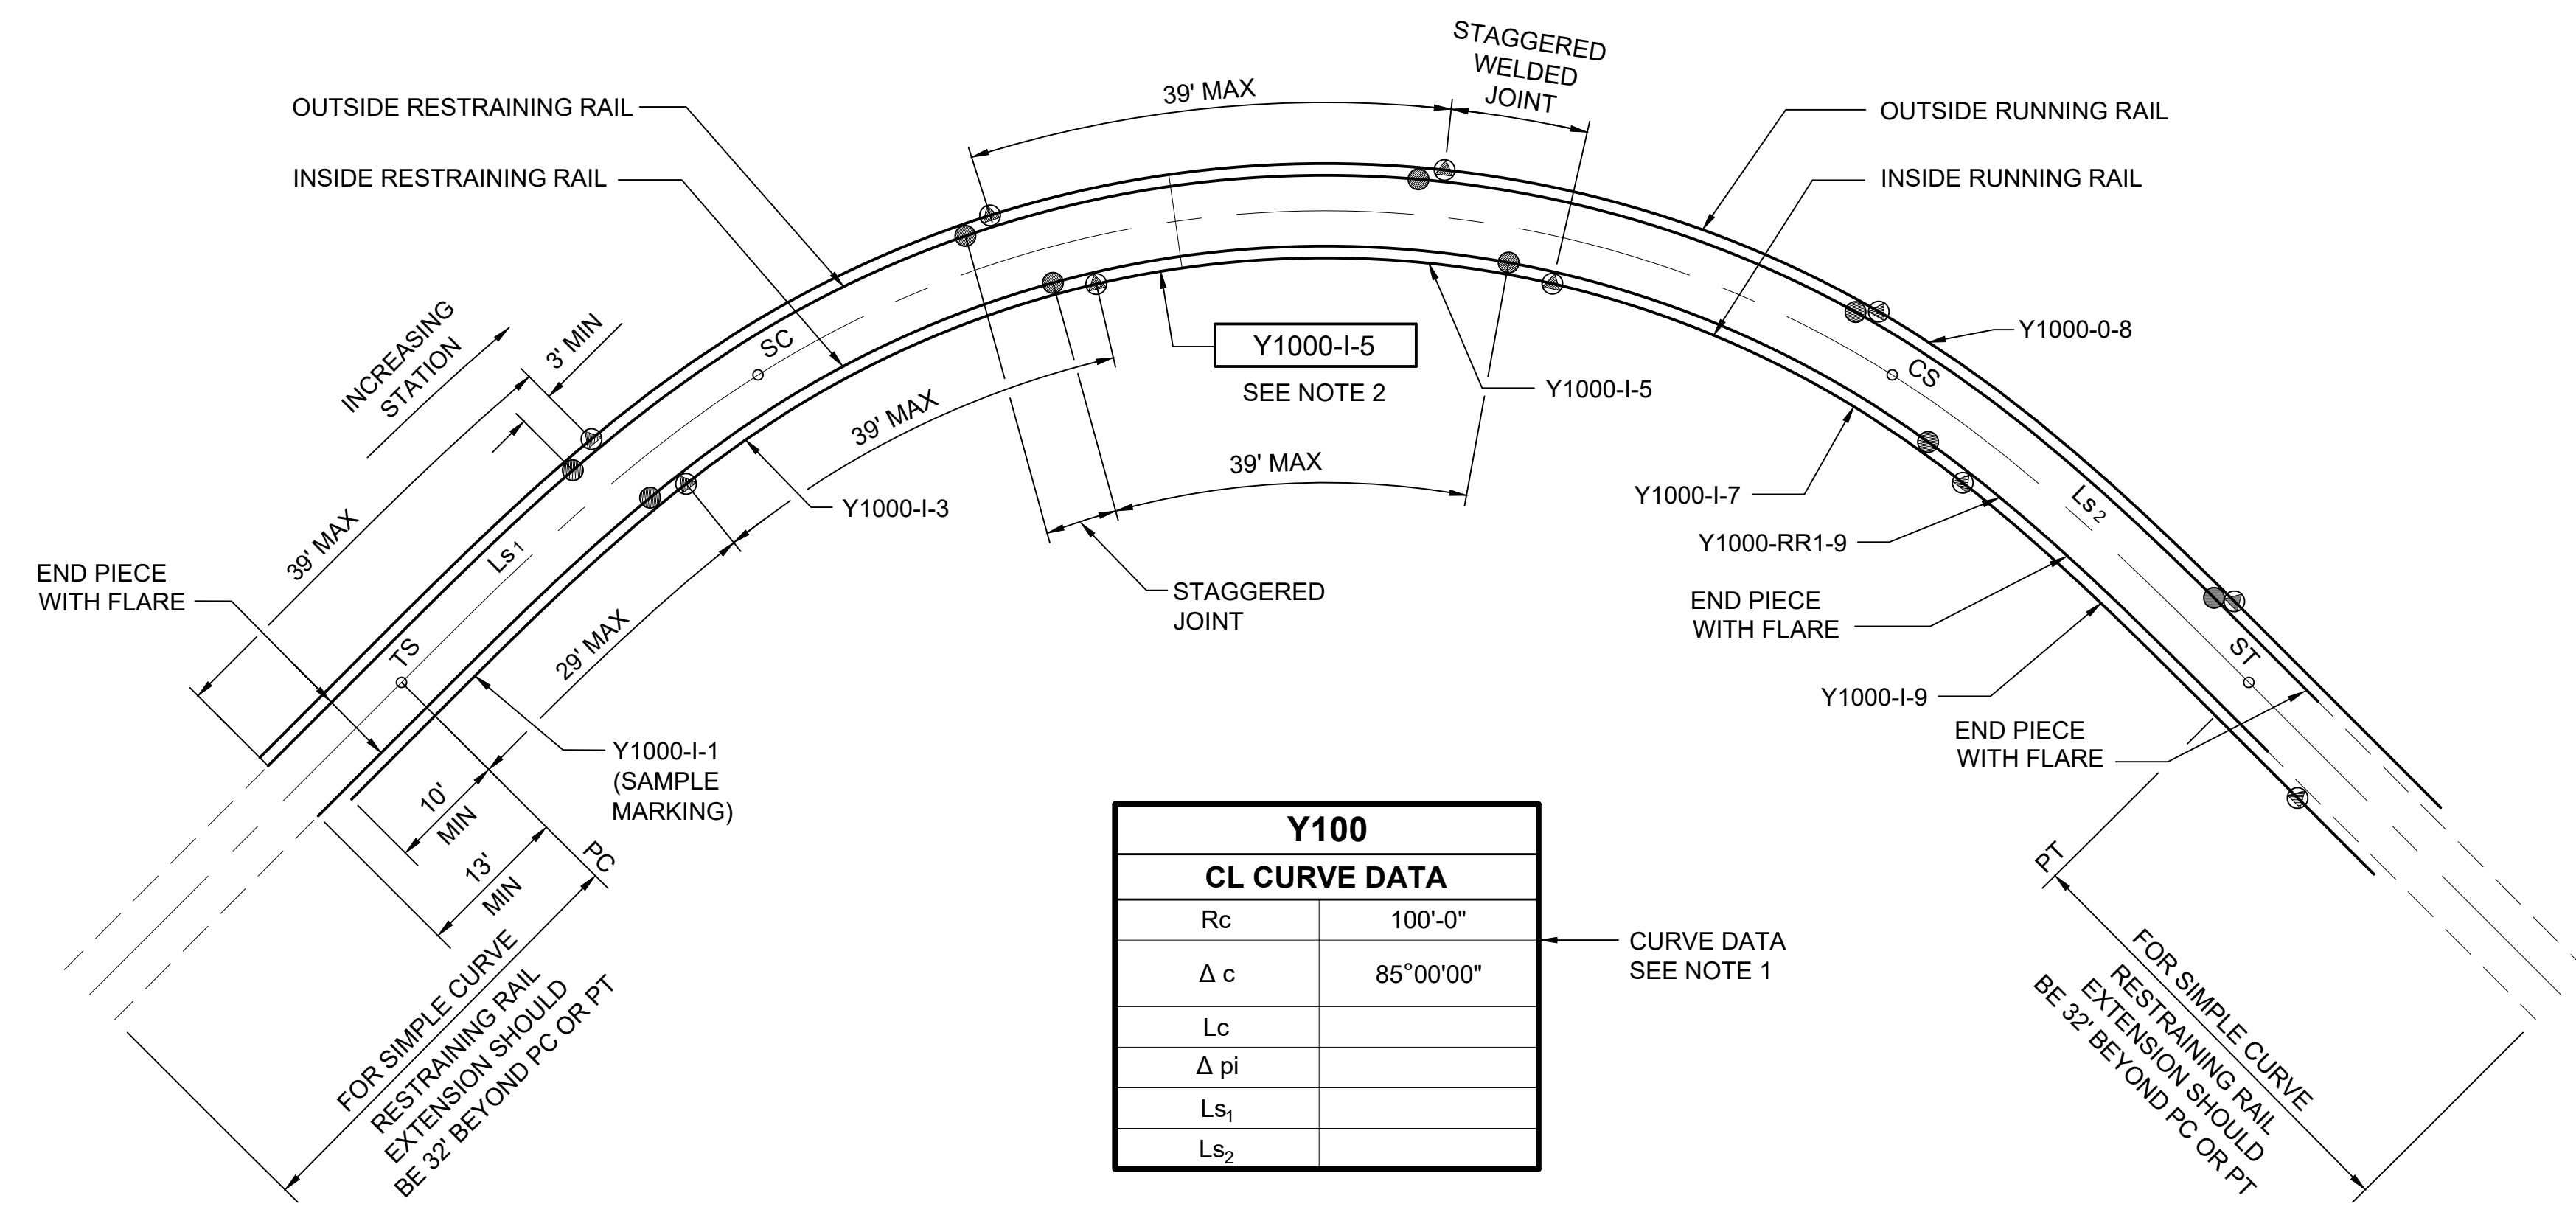 STAGGERED
WELDED
JOINT
39' MAX
OUTSIDE RESTRAINING RAIL
INSIDE RESTRAINING RAIL
OUTSIDE RUNNING RAIL
INSIDE RUNNING RAIL
INCREASING
STATION
3' MIN
SC
Y1000-I-5
SEE NOTE 2
Y1000-0-8
CS
Y1000-I-5
39' MAX
39' MAX
Y1000-I-3
Y1000-I-7
Ls 2
Y1000-RR1-9
39' MAX
Ls 1
END PIECE
WITH FLARE
STAGGERED
JOINT
END PIECE
WITH FLARE
TS
29' MAX
ST
Y1000-I-9
END PIECE
WITH FLARE
Y1000-I-1
(SAMPLE
MARKING)
10'
MIN
13'
MIN
PC
PT
FOR SIMPLE CURVE
RESTRAINING RAIL
EXTENSION SHOULD
BE 32' BEYOND PC OR PT
Y100
CL CURVE DATA
Rc 100'-0"
Δ c 85°00'00"
Lc
Δ pi
Ls1
Ls2
CURVE DATA
SEE NOTE 1
FOR SIMPLE CURVE
RESTRAINING RAIL
EXTENSION SHOULD
BE 32' BEYOND PC OR PT